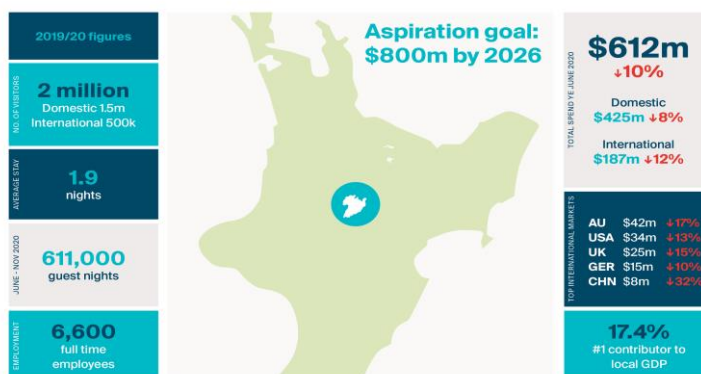 2019/20 figures
NO. OF VISITORS
2 million
Domestic 1.5m
International 500k
AVERAGE STAY
1.9
nights
JUNE - NOV 2020
611,000
guest nights
EMPLOYMENT
6,600
full time
employees
Aspiration goal:
$800m by 2026
TOTAL SPEND YE JUNE 2020
$612m
↓10%
Domestic
$425m ↓8%
International
$187m ↓12%
TOP INTERNATIONAL MARKETS
AU $42m ↓17%
USA $34m ↓13%
UK $25m ↓15%
GER $15m ↓10%
CHN $8m ↓32%
17.4%
#1 contributor to
local GDP